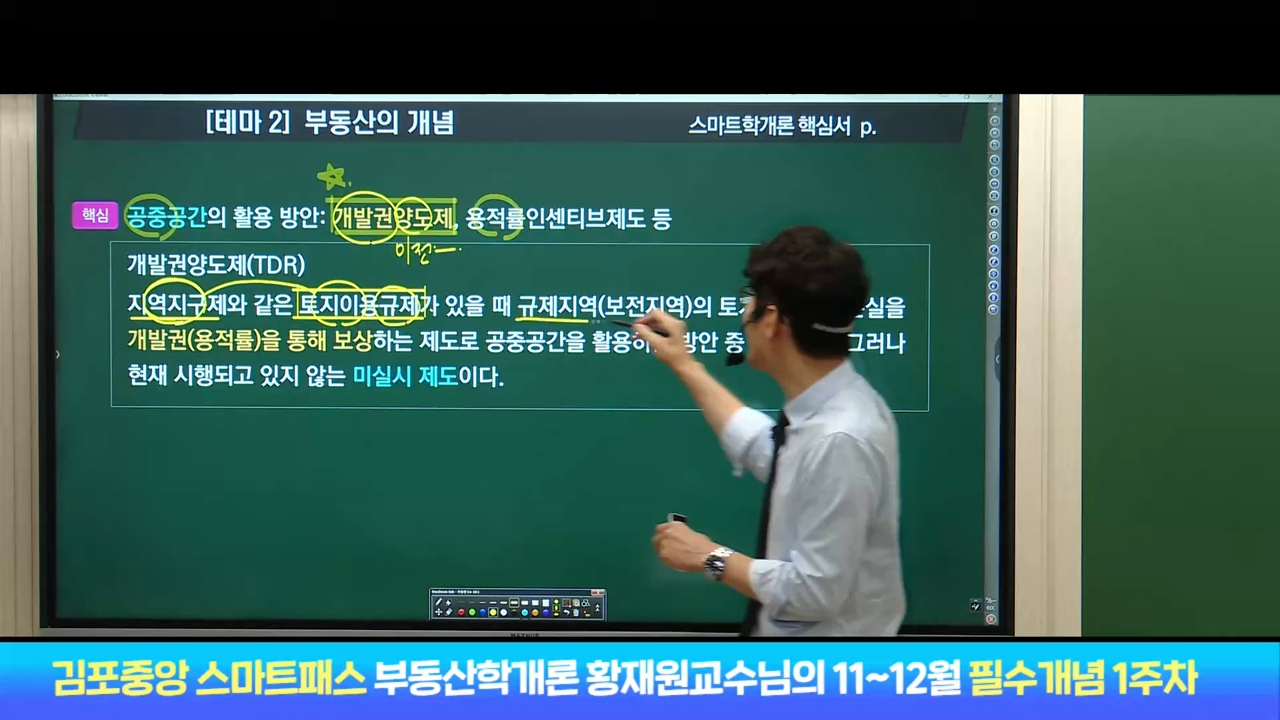 [테마 2] 부동산의 개념
스마트학개론 핵심서 p.
핵심 공중공간의 활용 방안: 개발권양도제, 용적률인센티브제도 등
이전
개발권양도제(TDR)
지역지구제와 같은 토지이용규제가 있을 때 규제지역(보전지역)의 토 손실을
개발권(용적률)을 통해 보상하는 제도로 공중공간을 활용하 방안 중 그러나
현재 시행되고 있지 않는 미실시 제도이다.
김포중앙 스마트패스 부동산학개론 황재원교수님의 11~12월 필수개념 1주차